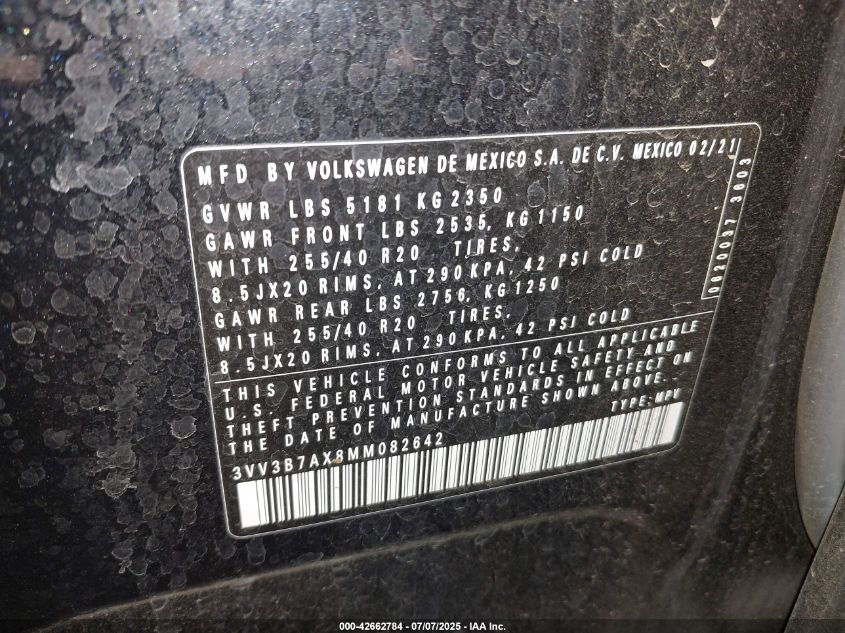 MFD BY VOLKSWAGEN DE MEXICO S.A. DE C.V. MEXICO 02/21
GVWR LBS 5181 KG 2350
GAWR FRONT LBS 2535, KG 1150
WITH 255/40 R20 TIRES,
8.5JX20 RIMS, AT 290 KPA, 42 PSI COLD
GAWR REAR LBS 2756, KG 1250
WITH 255/40 R20 TIRES,
8.5JX20 RIMS, AT 290 KPA, 42 PSI COLD
THIS VEHICLE CONFORMS TO ALL APPLICABLE
U.S. FEDERAL MOTOR VEHICLE SAFETY AND
THEFT PREVENTION STANDARDS IN EFFECT ON
THE DATE OF MANUFACTURE SHOWN ABOVE..
TYPE: MPV
3VV3B7AX8MM082642
3603
000-42662784 - 07/07/2025 - IAA Inc.